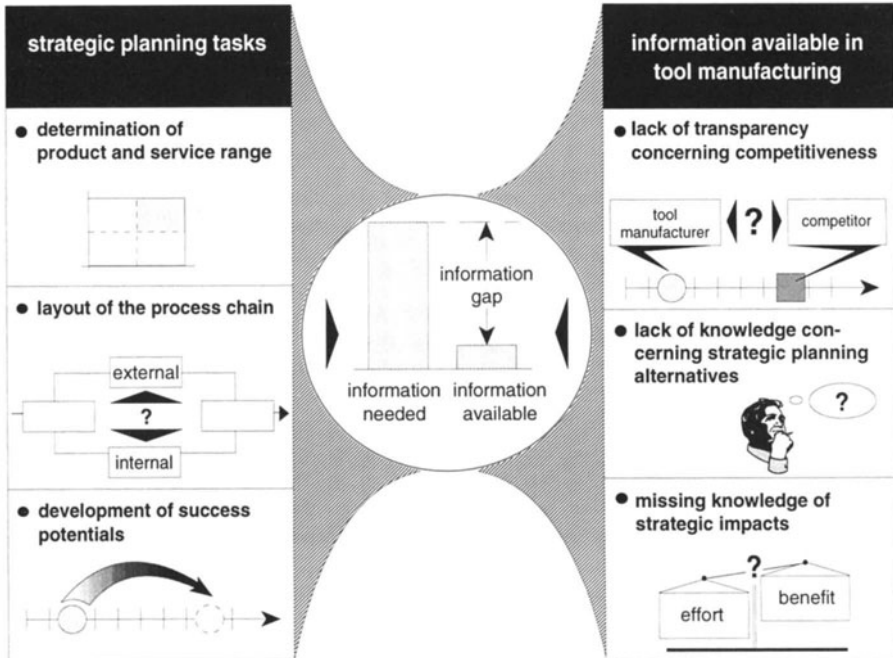 strategic planning tasks
● determination of
product and service range
● layout of the process chain
external
?
internal
● development of success
potentials
information
gap
information
needed
information
available
information available in
tool manufacturing
● lack of transparency
concerning competitiveness
tool
manufacturer
?
competitor
● lack of knowledge con-
cerning strategic planning
alternatives
?
● missing knowledge of
strategic impacts
?
effort
benefit